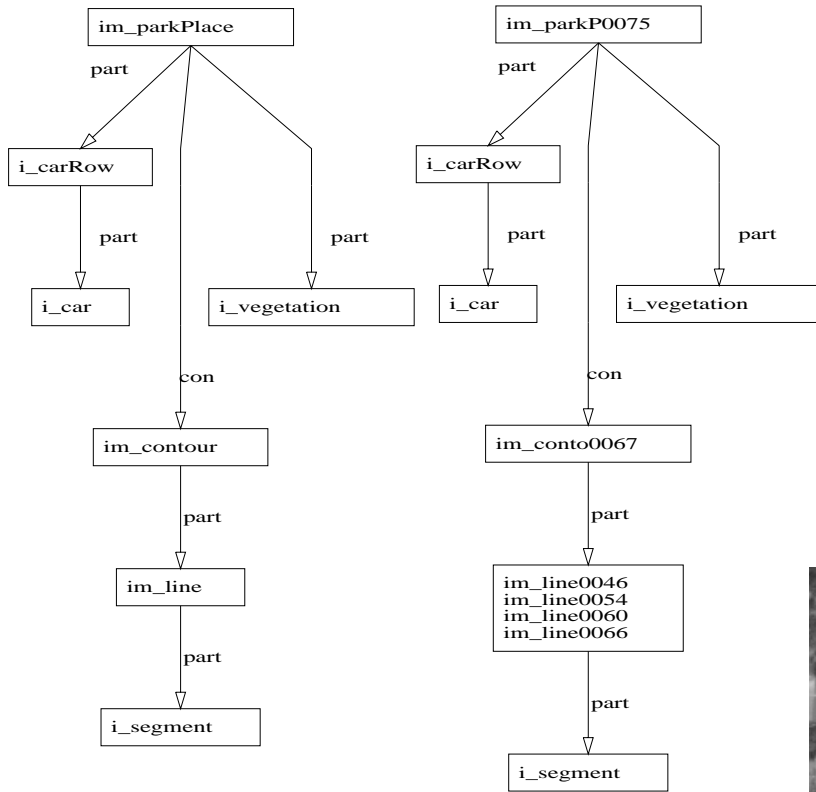 im_parkPlace
part
i_carRow
part
part
i_car
i_vegetation
con
im_contour
part
im_line
part
i_segment
im_parkP0075
part
i_carRow
part
part
i_car
i_vegetation
con
im_conto0067
part
im_line0046
im_line0054
im_line0060
im_line0066
part
i_segment